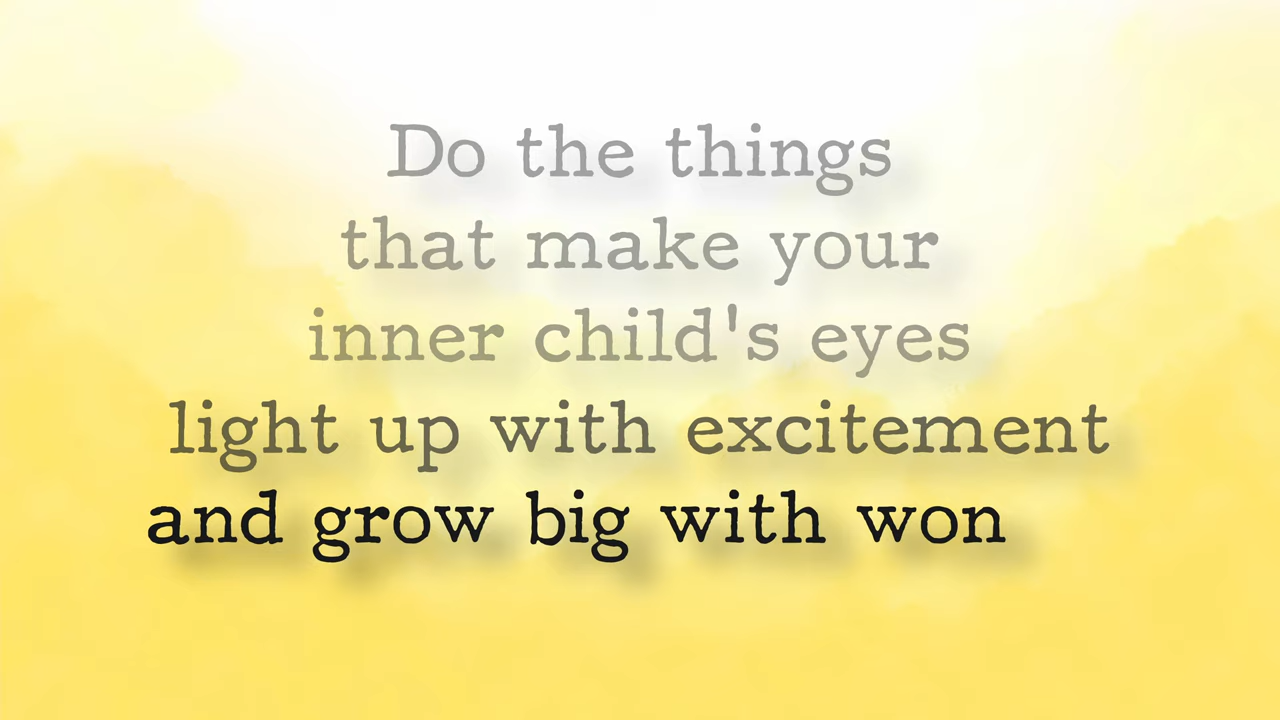 Do the things
that make your
inner child's eyes
light up with excitement
and grow big with won